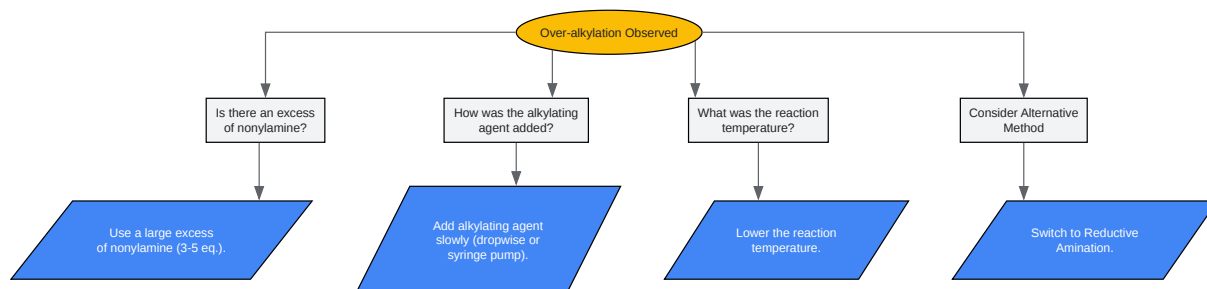 Over-alkylation Observed
Is there an excess
of nonylamine?
How was the alkylating
agent added?
What was the reaction
temperature?
Consider Alternative
Method
Use a large excess
of nonylamine (3-5 eq.).
Add alkylating agent
slowly (dropwise or
syringe pump).
Lower the reaction
temperature.
Switch to Reductive
Amination.